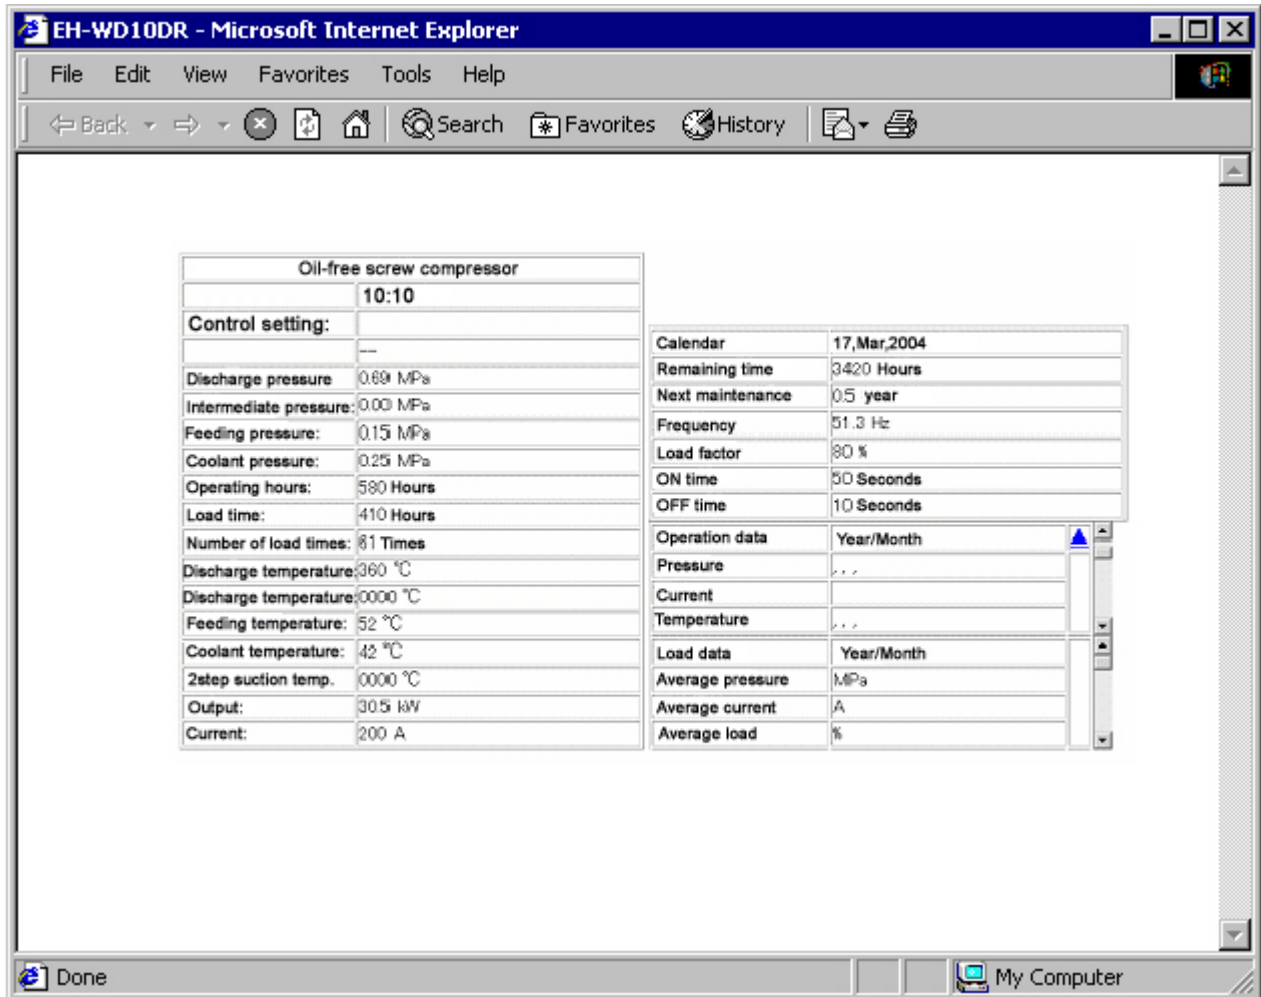 EH-WD10DR - Microsoft Internet Explorer
File Edit View Favorites Tools Help
Back Search Favorites History
Oil-free screw compressor
10:10
Control setting:
---
Discharge pressure 0.69 MPa
Intermediate pressure: 0.00 MPa
Feeding pressure: 0.15 MPa
Coolant pressure: 0.25 MPa
Operating hours: 580 Hours
Load time: 410 Hours
Number of load times: 61 Times
Discharge temperature: 360 °C
Discharge temperature: 0000 °C
Feeding temperature: 52 °C
Coolant temperature: 42 °C
2step suction temp. 0000 °C
Output: 30.5 kW
Current: 200 A
Calendar 17,Mar,2004
Remaining time 3420 Hours
Next maintenance 0.5 year
Frequency 51.3 Hz
Load factor 80 %
ON time 50 Seconds
OFF time 10 Seconds
Operation data Year/Month
Pressure , , ,
Current
Temperature , , ,
Load data Year/Month
Average pressure MPa
Average current A
Average load %
Done My Computer